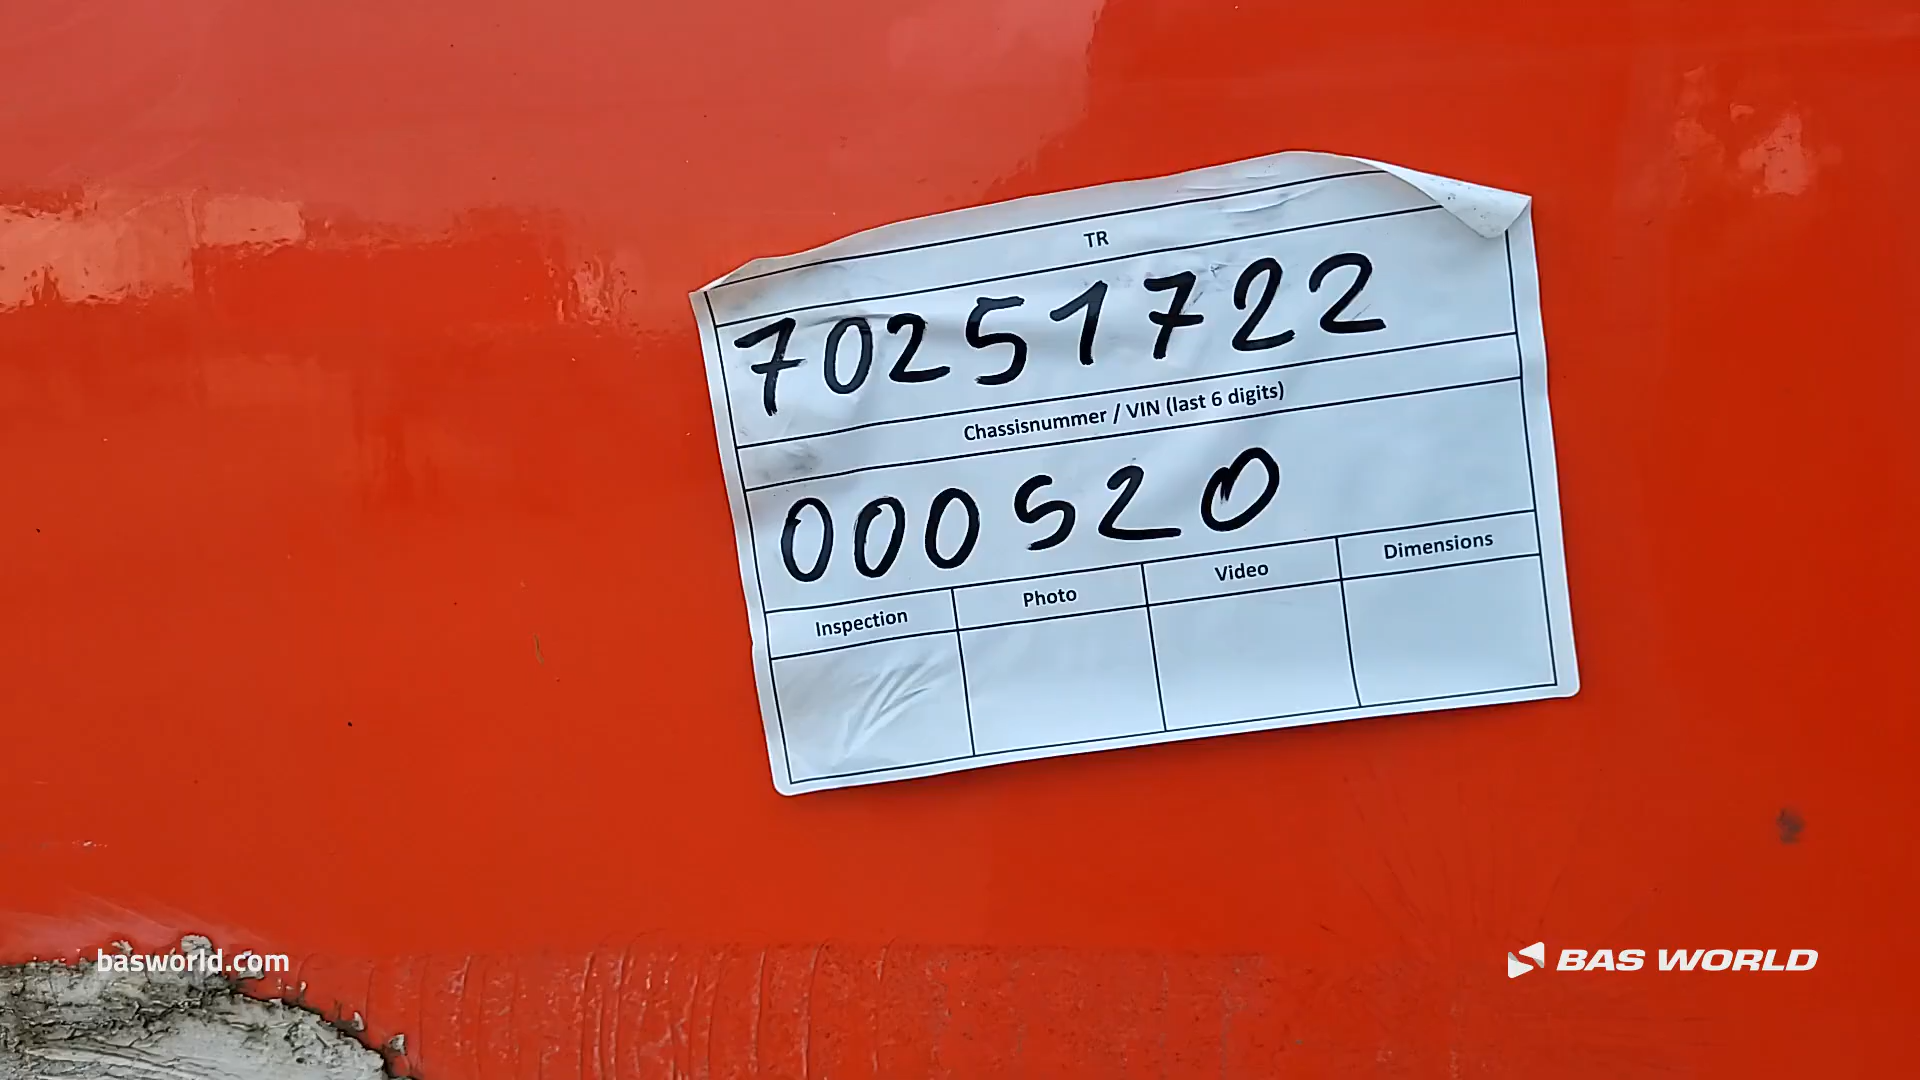 TR
70251722
Chassisnummer / VIN (last 6 digits)
000520
Inspection Photo Video Dimensions
basworld.com
BAS WORLD